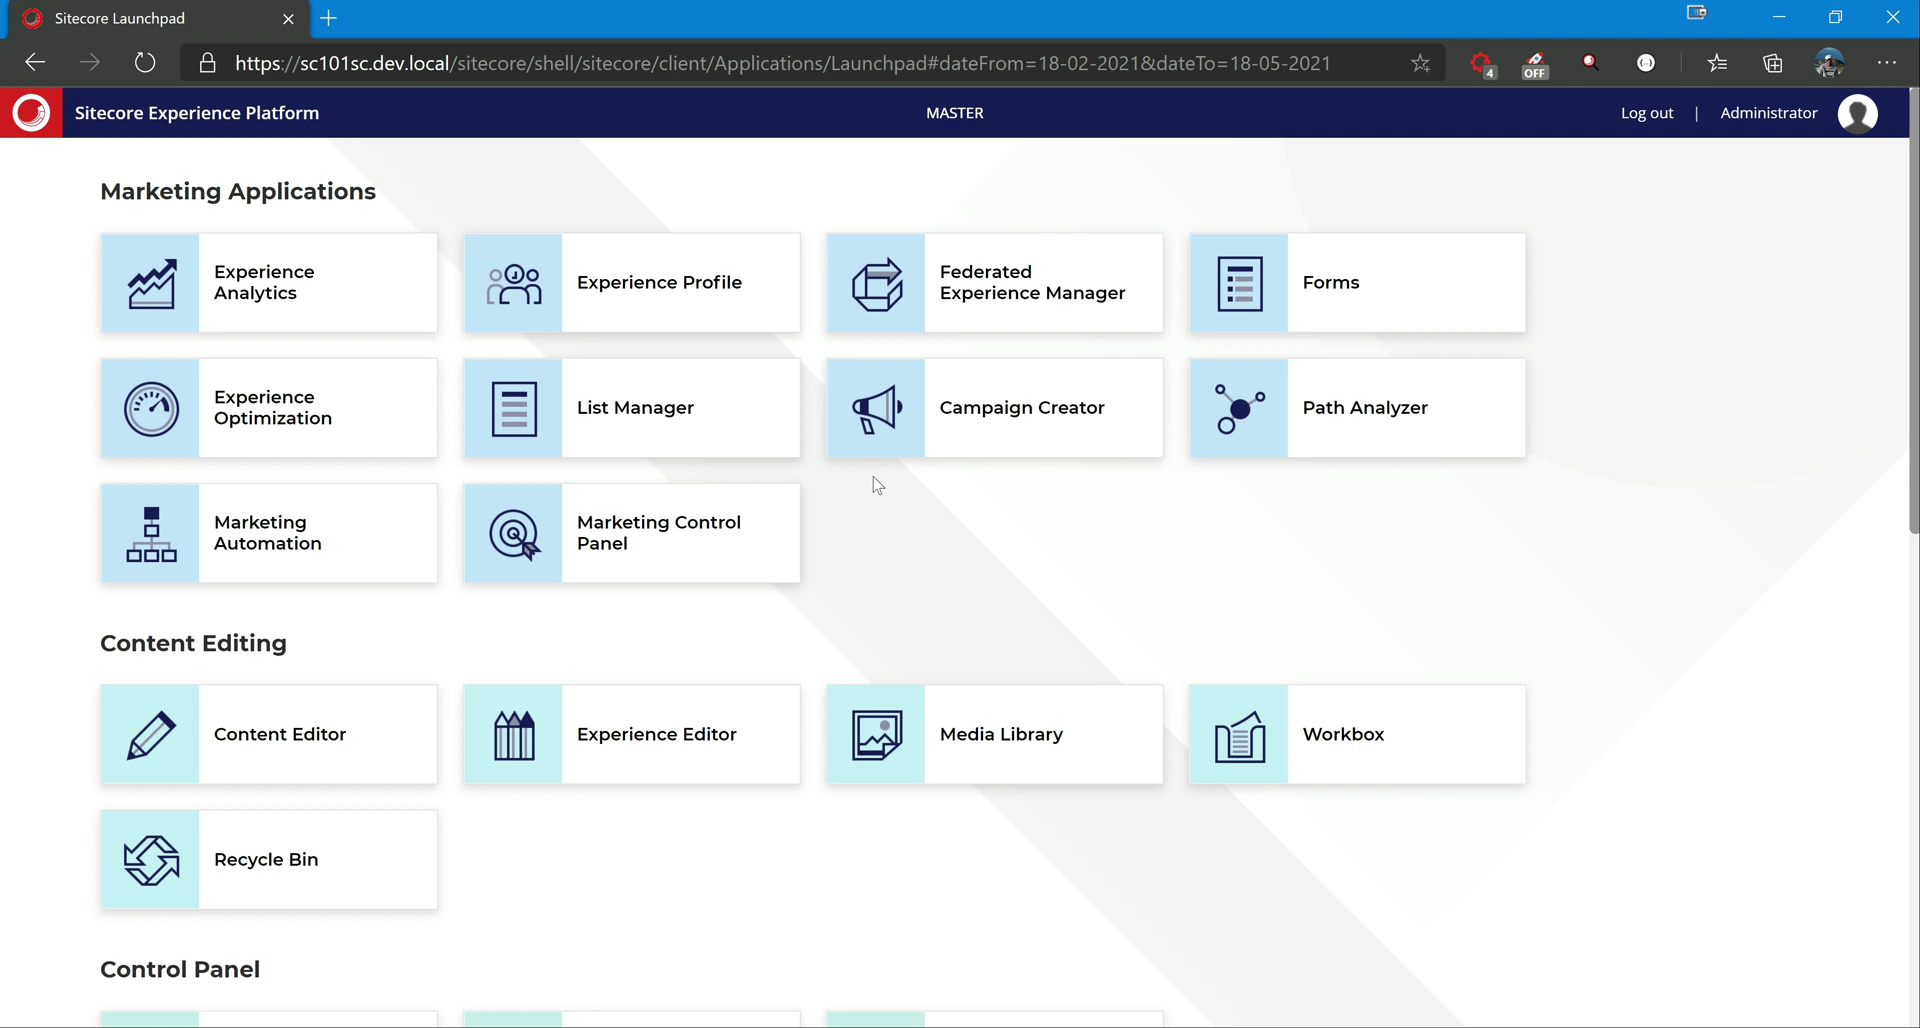 Sitecore Launchpad
https://sc101sc.dev.local/sitecore/shell/sitecore/client/Applications/Launchpad#dateFrom=18-02-2021&dateTo=18-05-2021
4
OFF
Sitecore Experience Platform
MASTER
Log out | Administrator
Marketing Applications
Experience
Analytics
Experience Profile
Federated
Experience Manager
Forms
Experience
Optimization
List Manager
Campaign Creator
Path Analyzer
Marketing
Automation
Marketing Control
Panel
Content Editing
Content Editor
Experience Editor
Media Library
Workbox
Recycle Bin
Control Panel